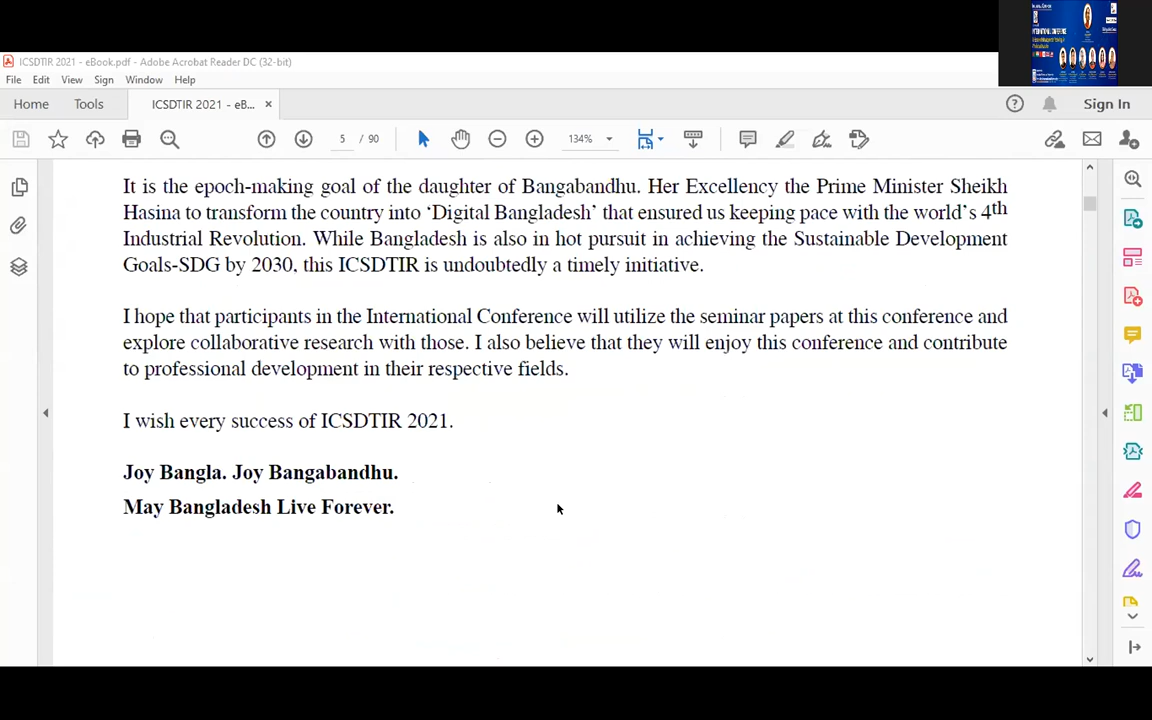 ICSDTIR 2021 - eBook.pdf - Adobe Acrobat Reader DC (32-bit)
File Edit View Sign Window Help
Home Tools ICSDTIR 2021 - eB... × Sign In
5 / 90 134%
It is the epoch-making goal of the daughter of Bangabandhu. Her Excellency the Prime Minister Sheikh
Hasina to transform the country into ‘Digital Bangladesh’ that ensured us keeping pace with the world’s 4th
Industrial Revolution. While Bangladesh is also in hot pursuit in achieving the Sustainable Development
Goals-SDG by 2030, this ICSDTIR is undoubtedly a timely initiative.
I hope that participants in the International Conference will utilize the seminar papers at this conference and
explore collaborative research with those. I also believe that they will enjoy this conference and contribute
to professional development in their respective fields.
I wish every success of ICSDTIR 2021.
Joy Bangla. Joy Bangabandhu.
May Bangladesh Live Forever.